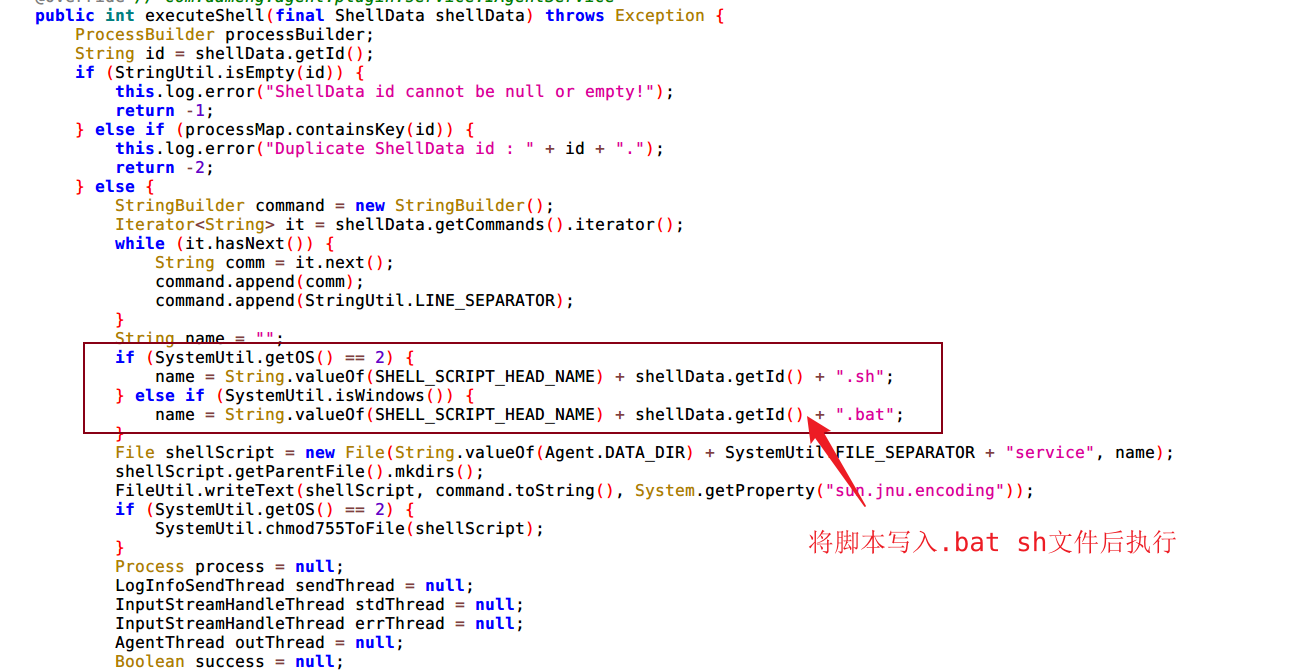 public int executeShell(final ShellData shellData) throws Exception {
ProcessBuilder processBuilder;
String id = shellData.getId();
if (StringUtil.isEmpty(id)) {
this.log.error("ShellData id cannot be null or empty!");
return -1;
} else if (processMap.containsKey(id)) {
this.log.error("Duplicate ShellData id : " + id + ".");
return -2;
} else {
StringBuilder command = new StringBuilder();
Iterator<String> it = shellData.getCommands().iterator();
while (it.hasNext()) {
String comm = it.next();
command.append(comm);
command.append(StringUtil.LINE_SEPARATOR);
}
String name = "";
if (SystemUtil.getOS() == 2) {
name = String.valueOf(SHELL_SCRIPT_HEAD_NAME) + shellData.getId() + ".sh";
} else if (SystemUtil.isWindows()) {
name = String.valueOf(SHELL_SCRIPT_HEAD_NAME) + shellData.getId() + ".bat";
}
File shellScript = new File(String.valueOf(Agent.DATA_DIR) + SystemUtil.FILE_SEPARATOR + "service", name);
shellScript.getParentFile().mkdirs();
FileUtil.writeText(shellScript, command.toString(), System.getProperty("sun.jnu.encoding"));
if (SystemUtil.getOS() == 2) {
SystemUtil.chmod755ToFile(shellScript);
}
将脚本写入.bat sh文件后执行
Process process = null;
LogInfoSendThread sendThread = null;
InputStreamHandleThread stdThread = null;
InputStreamHandleThread errThread = null;
AgentThread outThread = null;
Boolean success = null;